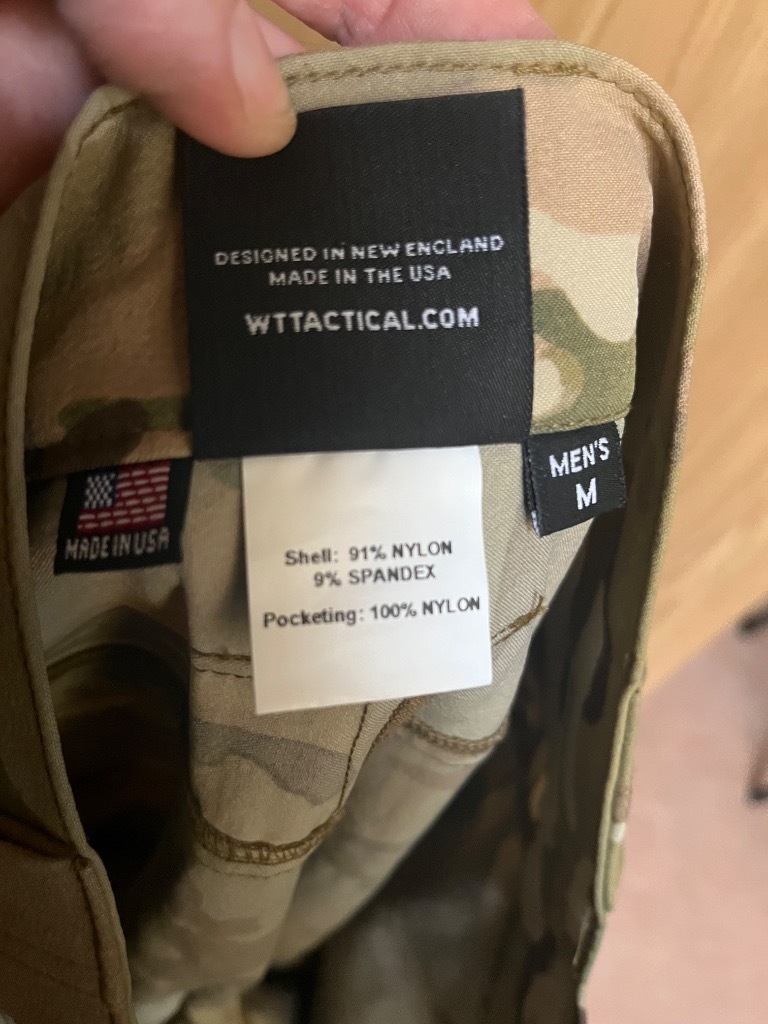 DESIGNED IN NEW ENGLAND
MADE IN THE USA
WTTACTICAL.COM
MADE IN USA
MEN'S
M
Shell: 91% NYLON
9% SPANDEX
Pocketing: 100% NYLON